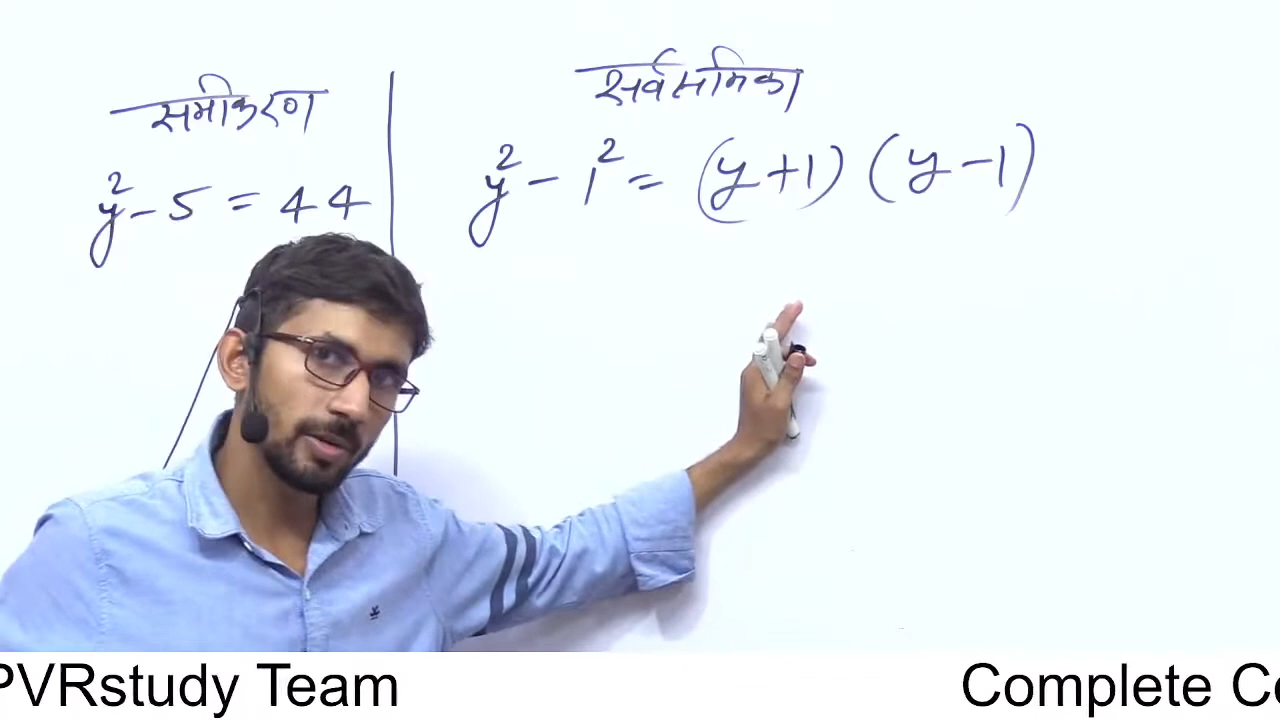 समीकरण
y² - 5 = 44
सर्वसमिका
y² - 1² = (y + 1) (y - 1)
PVRstudy Team
Complete Co